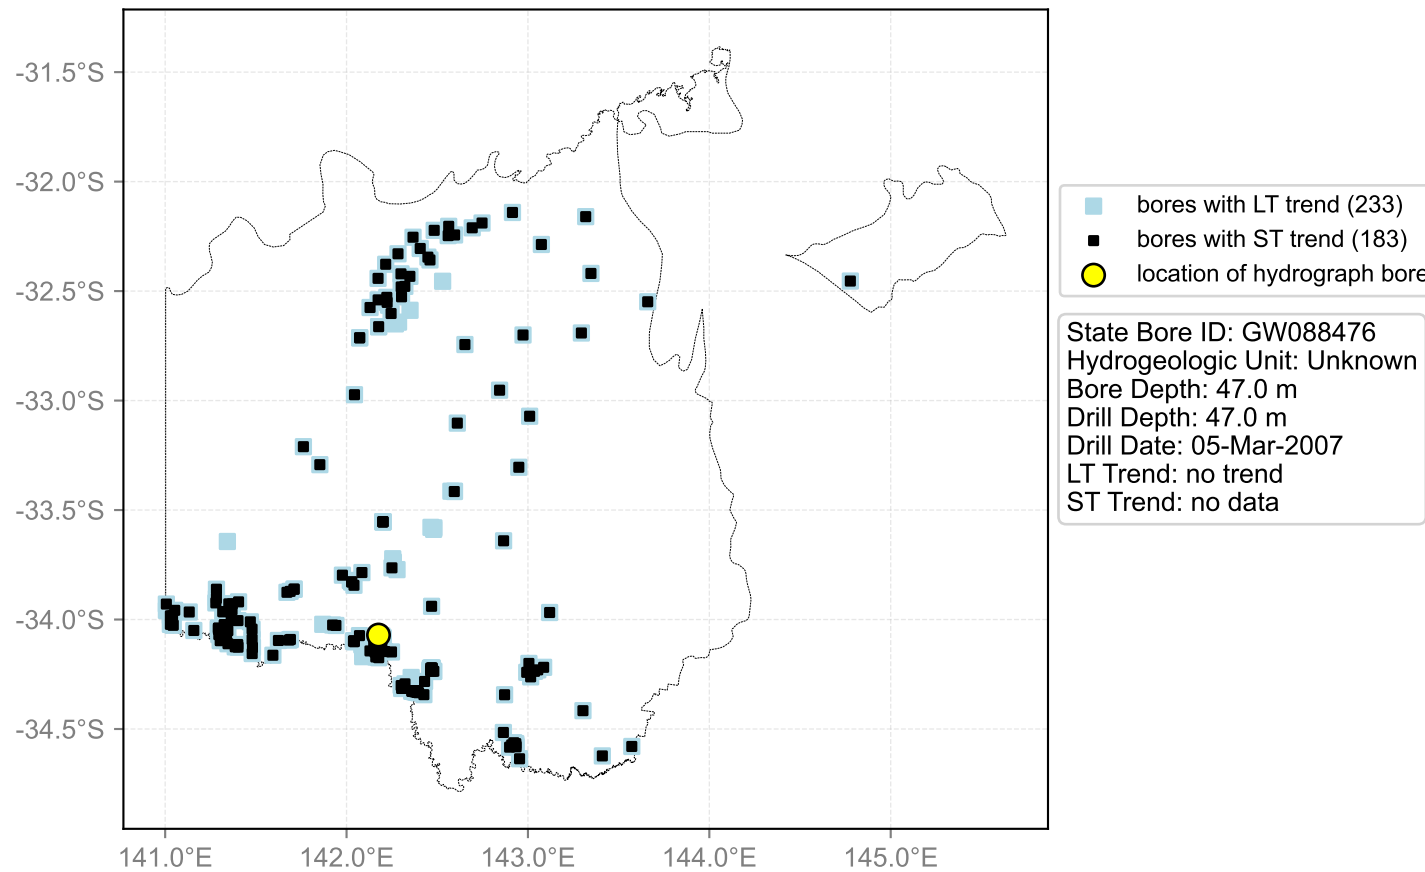 -31.5°S
-32.0°S
-32.5°S
-33.0°S
-33.5°S
-34.0°S
-34.5°S
141.0°E
142.0°E
143.0°E
144.0°E
145.0°E
bores with LT trend (233)
bores with ST trend (183)
location of hydrograph bore
State Bore ID: GW088476
Hydrogeologic Unit: Unknown
Bore Depth: 47.0 m
Drill Depth: 47.0 m
Drill Date: 05-Mar-2007
LT Trend: no trend
ST Trend: no data